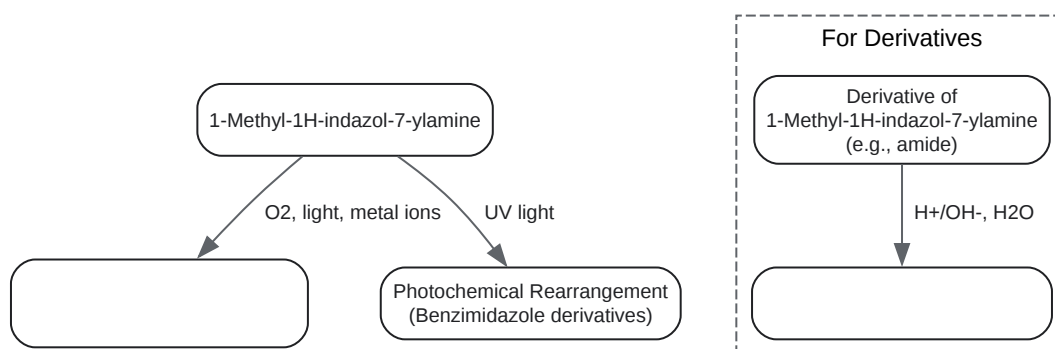 For Derivatives
1-Methyl-1H-indazol-7-ylamine
Derivative of
1-Methyl-1H-indazol-7-ylamine
(e.g., amide)
O2, light, metal ions
UV light
H+/OH-, H2O
Photochemical Rearrangement
(Benzimidazole derivatives)